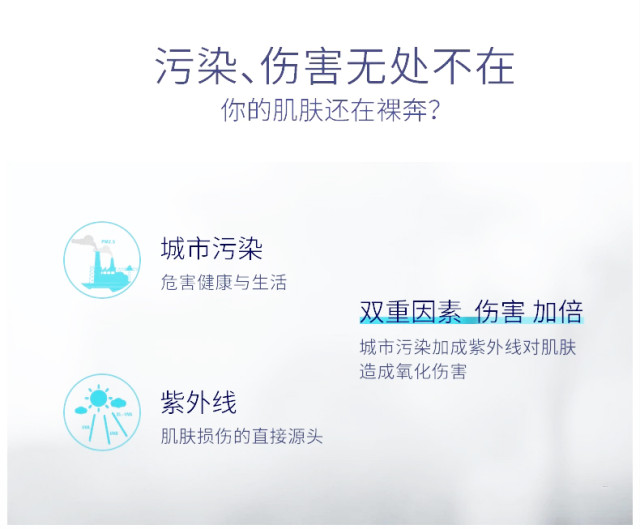 污染、伤害无处不在
你的肌肤还在裸奔?
城市污染
危害健康与生活
双重因素 伤害 加倍
城市污染加成紫外线对肌肤
造成氧化伤害
紫外线
肌肤损伤的直接源头